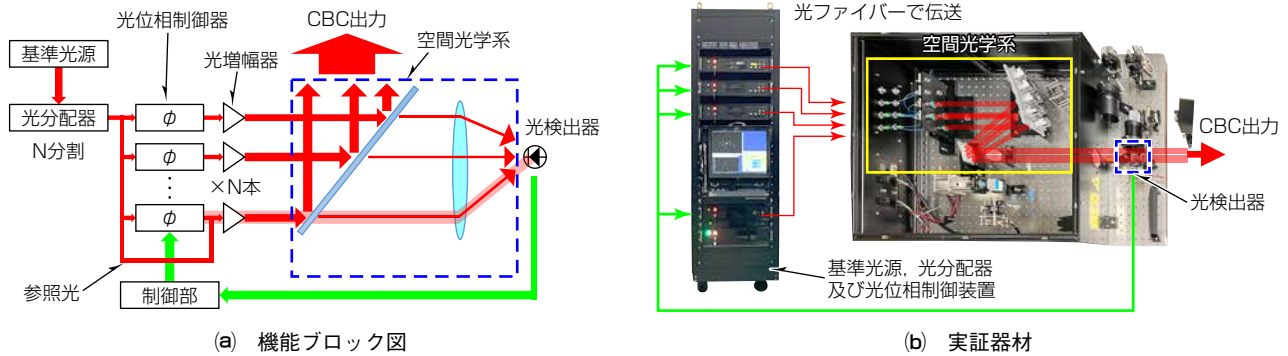 光位相制御器
CBC出力
空間光学系
基準光源
光増幅器
光分配器
N分割
φ
φ
φ
×N本
光検出器
参照光
制御部
(a) 機能ブロック図
光ファイバーで伝送
空間光学系
CBC出力
光検出器
基準光源，光分配器
及び光位相制御装置
(b) 実証器材